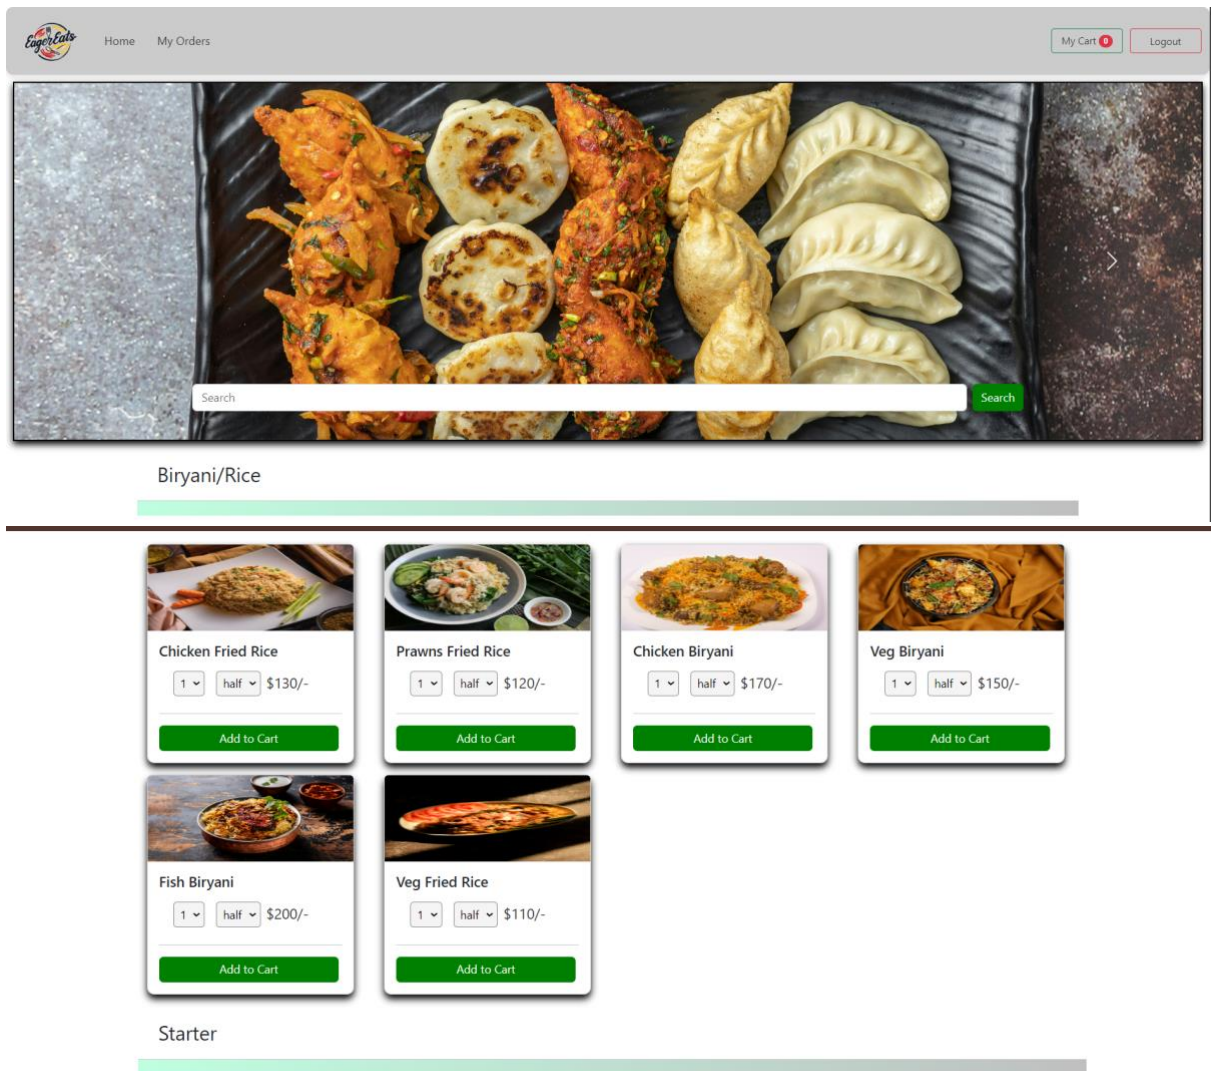 EagerEats Home My Orders My Cart 0 Logout
Search Search
Biryani/Rice
Chicken Fried Rice
1 half $130/-
Add to Cart
Prawns Fried Rice
1 half $120/-
Add to Cart
Chicken Biryani
1 half $170/-
Add to Cart
Veg Biryani
1 half $150/-
Add to Cart
Fish Biryani
1 half $200/-
Add to Cart
Veg Fried Rice
1 half $110/-
Add to Cart
Starter